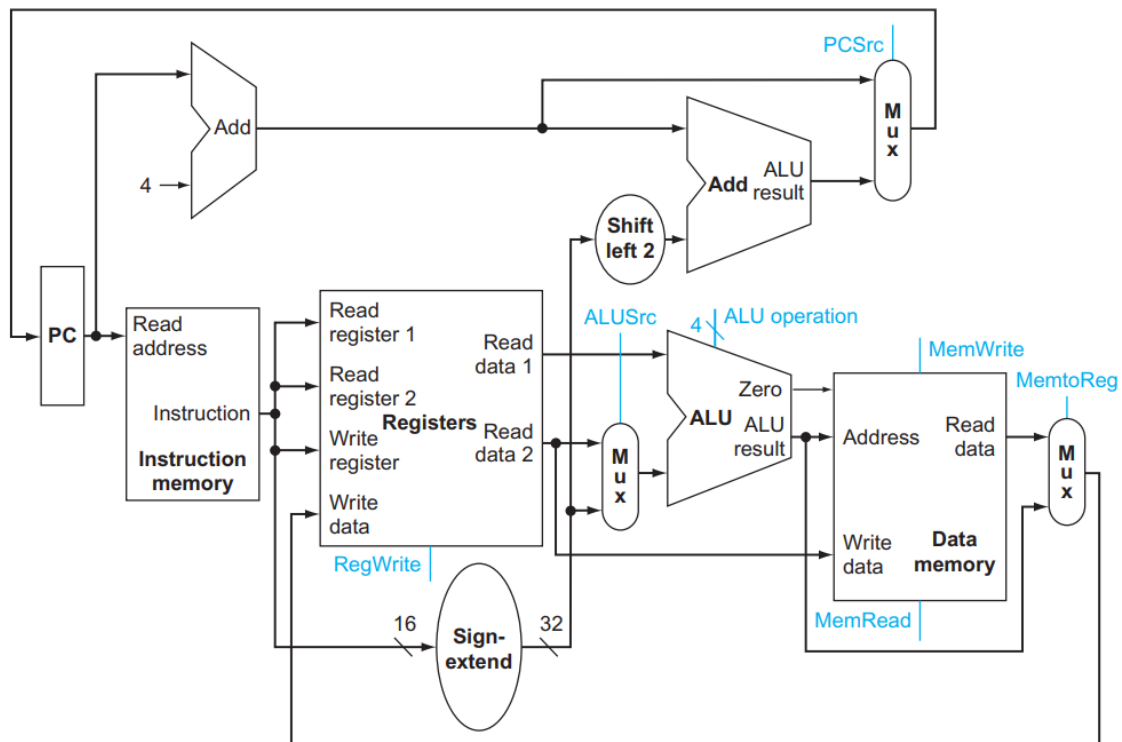 PCSrc
Add
4
M
u
x
Add
ALU
result
Shift
left 2
PC
Read
address
Instruction
Instruction
memory
Read
register 1
Read
register 2
Write
register
Write
data
Registers
Read
data 1
Read
data 2
RegWrite
16
Sign-
extend
32
ALUSrc
M
u
x
4
ALU operation
Zero
ALU
ALU
result
MemWrite
Address
Read
data
Write
data
Data
memory
MemRead
MemtoReg
M
u
x